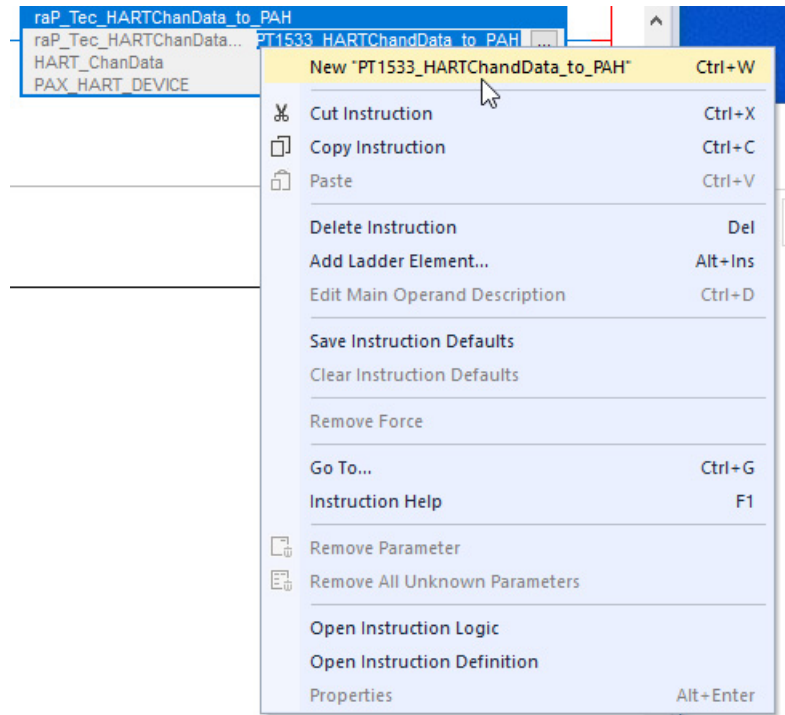 raP_Tec_HARTChanData_to_PAH
raP_Tec_HARTChanData... PT1533_HARTChandData_to_PAH ...
HART_ChanData
PAX_HART_DEVICE
New "PT1533_HARTChandData_to_PAH" Ctrl+W
Cut Instruction Ctrl+X
Copy Instruction Ctrl+C
Paste Ctrl+V
Delete Instruction Del
Add Ladder Element... Alt+Ins
Edit Main Operand Description Ctrl+D
Save Instruction Defaults
Clear Instruction Defaults
Remove Force
Go To... Ctrl+G
Instruction Help F1
Remove Parameter
Remove All Unknown Parameters
Open Instruction Logic
Open Instruction Definition
Properties Alt+Enter